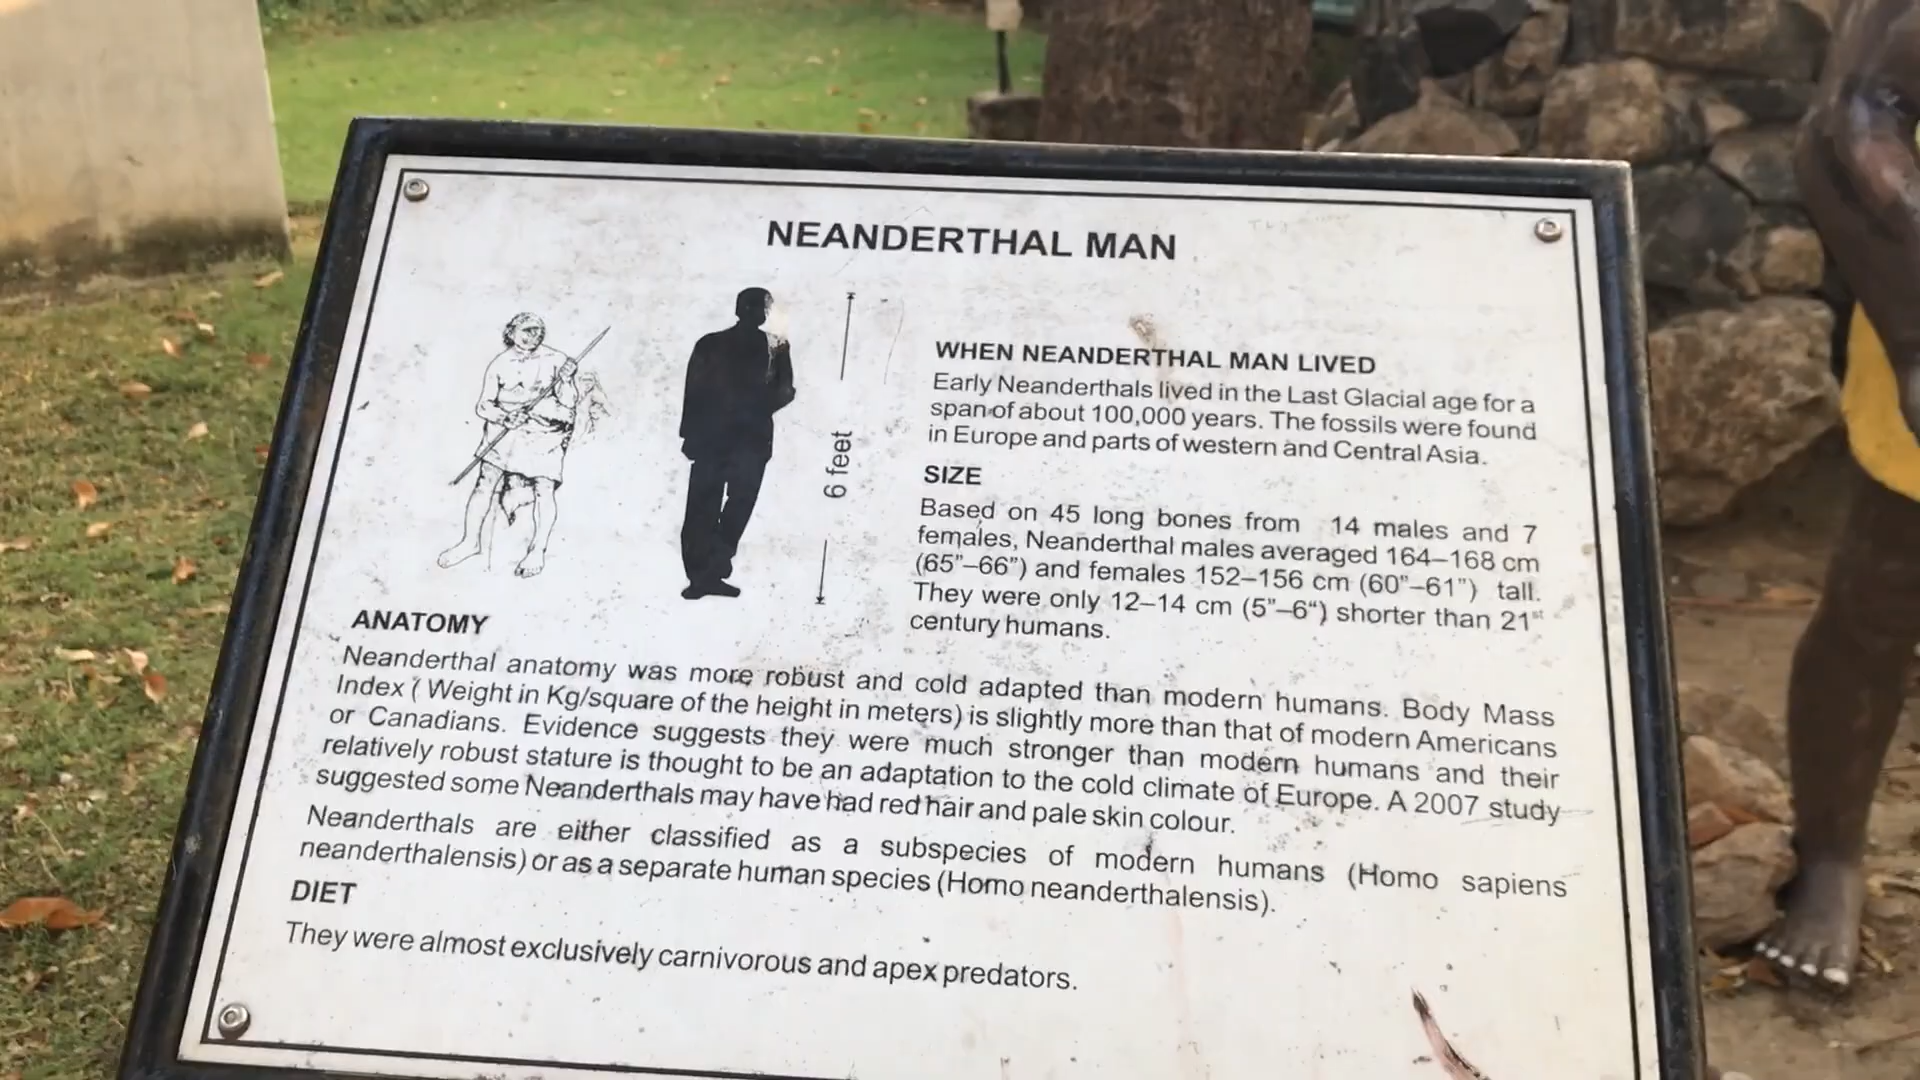 NEANDERTHAL MAN
6 feet
WHEN NEANDERTHAL MAN LIVED
Early Neanderthals lived in the Last Glacial age for a
span of about 100,000 years. The fossils were found
in Europe and parts of western and Central Asia.
SIZE
Based on 45 long bones from 14 males and 7
females, Neanderthal males averaged 164–168 cm
(65”–66”) and females 152–156 cm (60”–61”) tall.
They were only 12–14 cm (5”–6“) shorter than 21st
century humans.
ANATOMY
Neanderthal anatomy was more robust and cold adapted than modern humans. Body Mass
Index ( Weight in Kg/square of the height in meters) is slightly more than that of modern Americans
or Canadians. Evidence suggests they were much stronger than modern humans and their
relatively robust stature is thought to be an adaptation to the cold climate of Europe. A 2007 study
suggested some Neanderthals may have had red hair and pale skin colour.
Neanderthals are either classified as a subspecies of modern humans (Homo sapiens
neanderthalensis) or as a separate human species (Homo neanderthalensis).
DIET
They were almost exclusively carnivorous and apex predators.